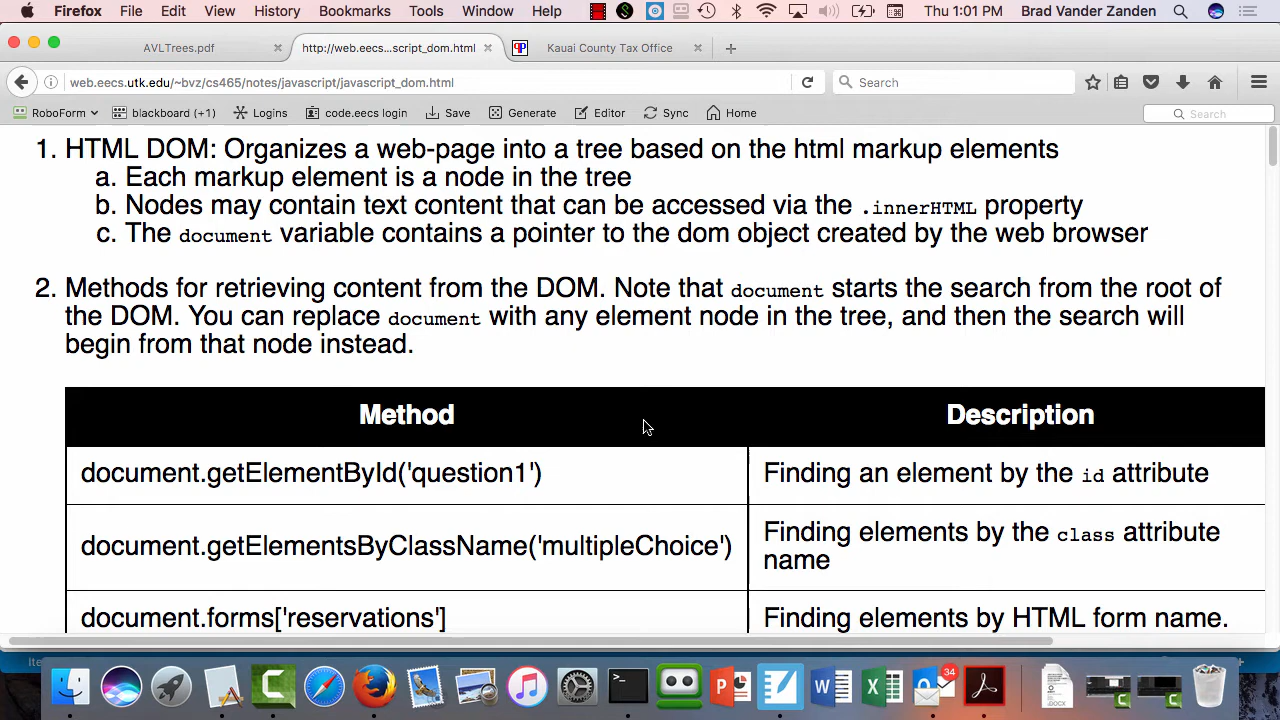 Firefox File Edit View History Bookmarks Tools Window Help Thu 1:01 PM Brad Vander Zanden
AVLTrees.pdf http://web.eecs...script_dom.html Kauai County Tax Office
web.eecs.utk.edu/~bvz/cs465/notes/javascript/javascript_dom.html Search
RoboForm blackboard (+1) Logins code.eecs login Save Generate Editor Sync Home Search
1. HTML DOM: Organizes a web-page into a tree based on the html markup elements
a. Each markup element is a node in the tree
b. Nodes may contain text content that can be accessed via the .innerHTML property
c. The document variable contains a pointer to the dom object created by the web browser
2. Methods for retrieving content from the DOM. Note that document starts the search from the root of
the DOM. You can replace document with any element node in the tree, and then the search will
begin from that node instead.
Method Description
document.getElementById('question1') Finding an element by the id attribute
document.getElementsByClassName('multipleChoice') Finding elements by the class attribute
name
document.forms['reservations'] Finding elements by HTML form name.
34